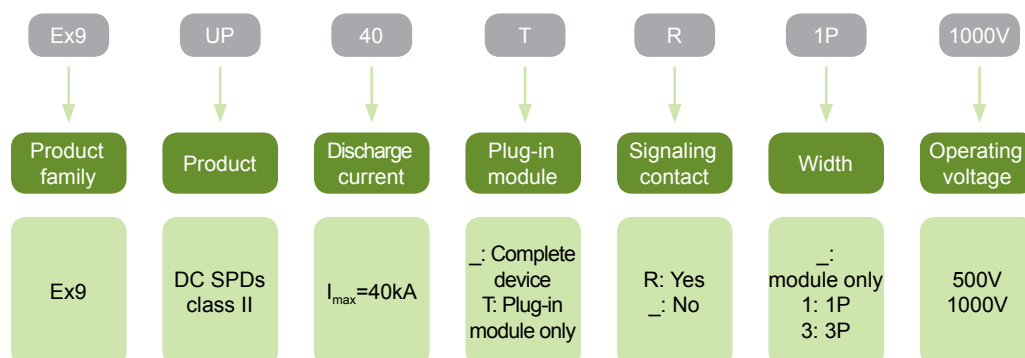 Ex9
UP
40
T
R
1P
1000V
Product
family
Product
Discharge
current
Plug-in
module
Signaling
contact
Width
Operating
voltage
Ex9
DC SPDs
class II
Imax=40kA
_: Complete
device
T: Plug-in
module only
R: Yes
_: No
_:
module only
1: 1P
3: 3P
500V
1000V